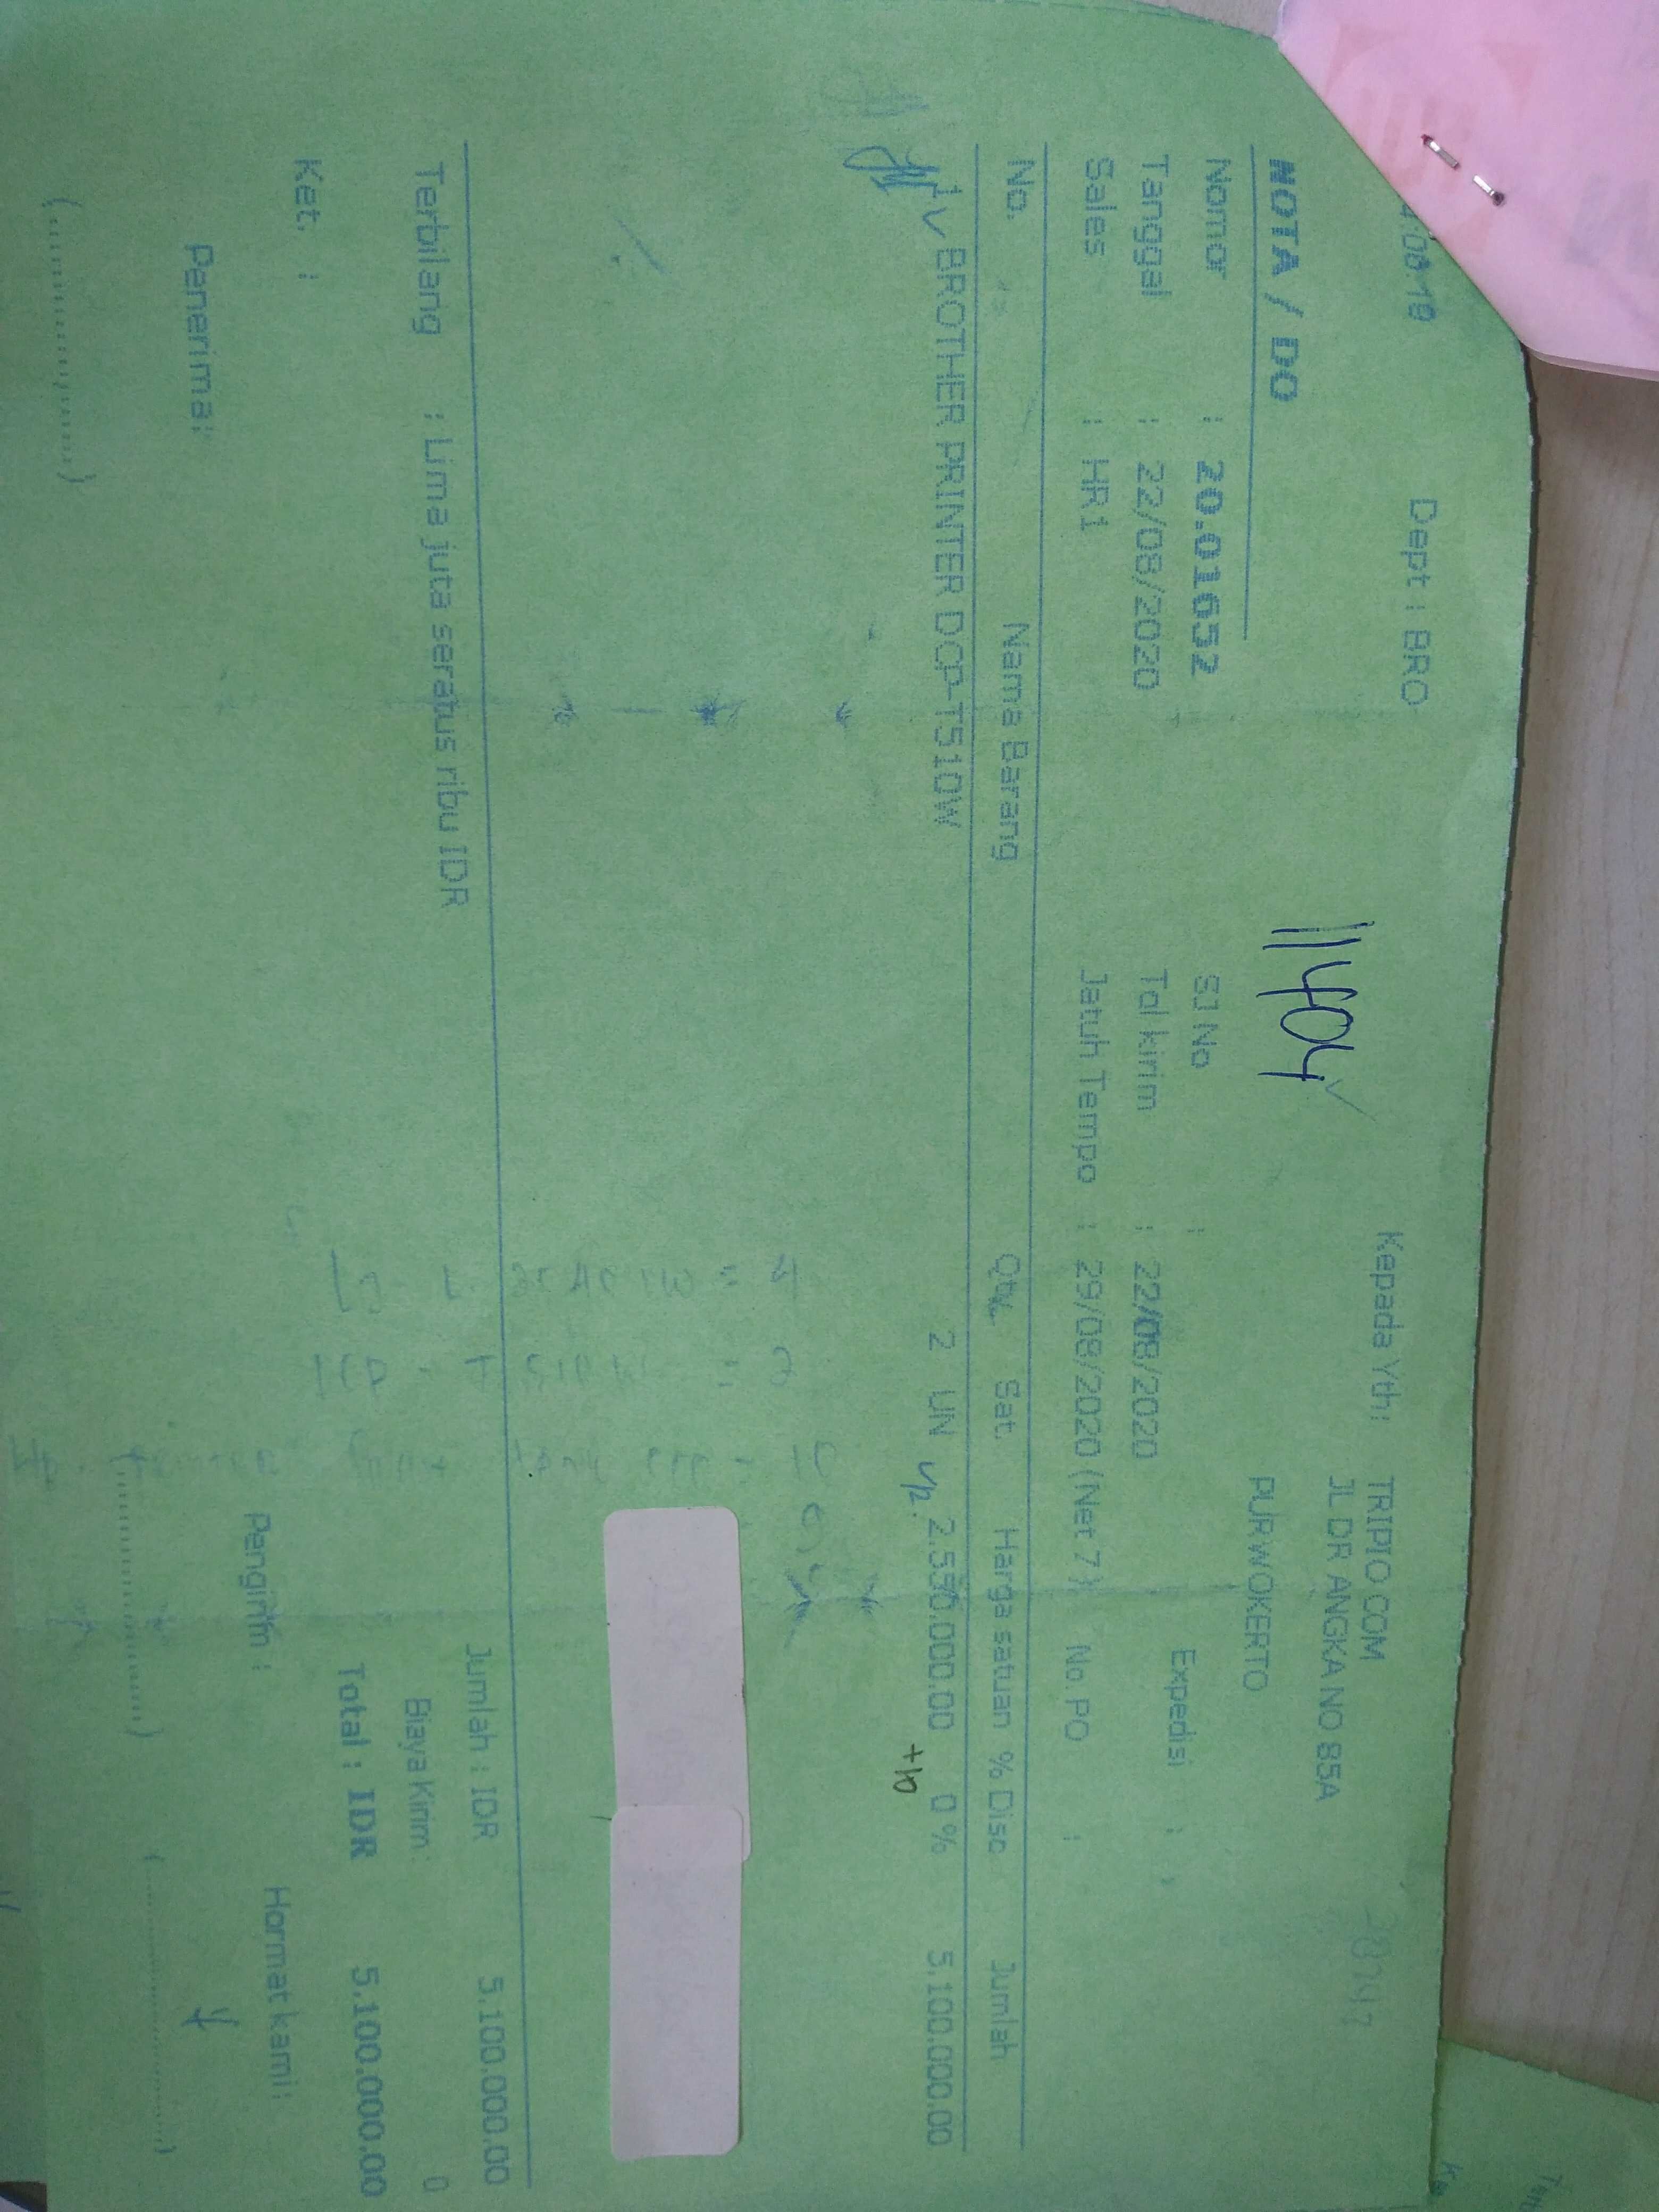 Dept : BRO
Kepada Yth: TRIPIO COM
JL DR ANGKA NO 85A
PURWOKERTO
NOTA / DO
11404
Nomor : 20.01652 SJ No : Expedisi :
Tanggal : 22/08/2020 Tgl kirim : 22/08/2020
Sales : HR1 Jatuh Tempo : 29/08/2020 (Net 7) No PO :
No. Nama Barang Qty. Sat. Harga satuan % Disc Jumlah
1 BROTHER PRINTER DCP-T510W 2 UN 2.550.000.00 0 % 5.100.000.00
+10
Jumlah : IDR 5.100.000.00
Terbilang : Lima juta seratus ribu IDR
Biaya Kirim : 0
Total : IDR 5.100.000.00
Ket. :
Penerima: Pengirim : Hormat kami:
(..............) (..............) (..............)